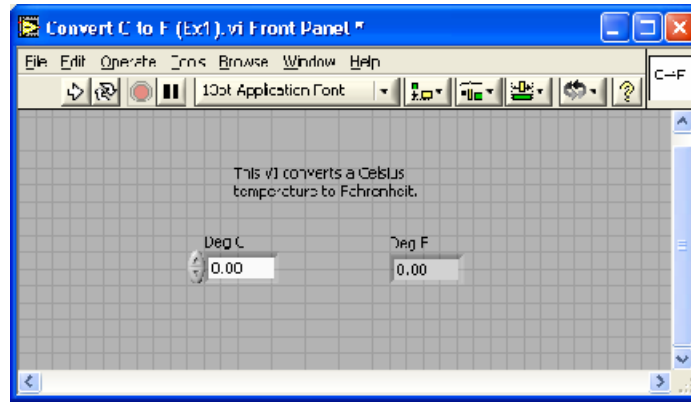 Convert C to F (Ex1).vi Front Panel *
File Edit Operate Tools Browse Window Help
13pt Application Font
C→F
This VI converts a Celsius
temperature to Fahrenheit.
Deg C Deg F
0.00 0.00